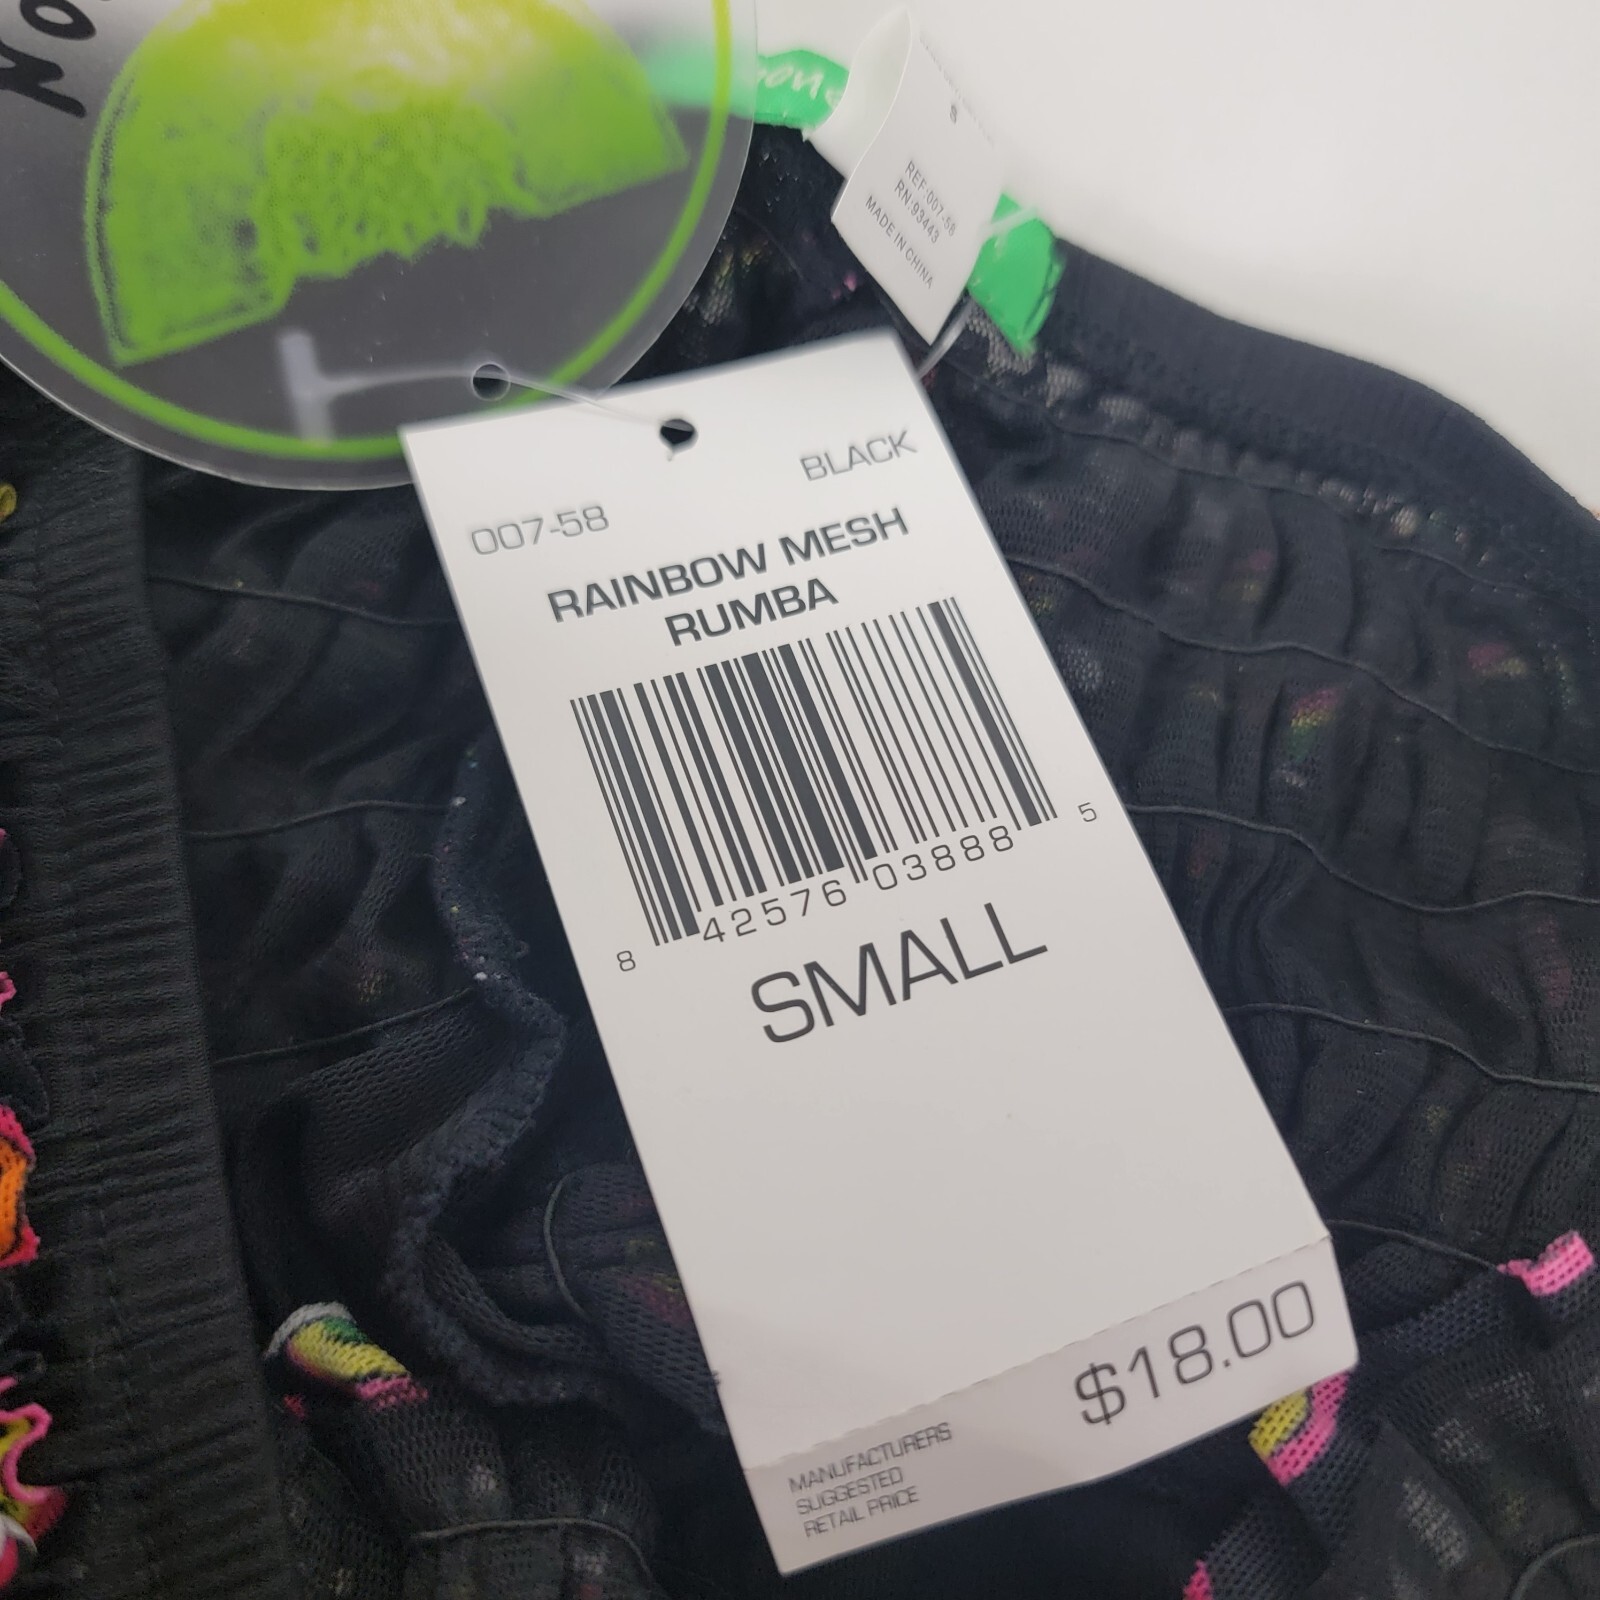 REF:007-58
RN:93443
MADE IN CHINA
BLACK
007-58
RAINBOW MESH
RUMBA
8 42576 03888 5
SMALL
$18.00
MANUFACTURERS
SUGGESTED
RETAIL PRICE